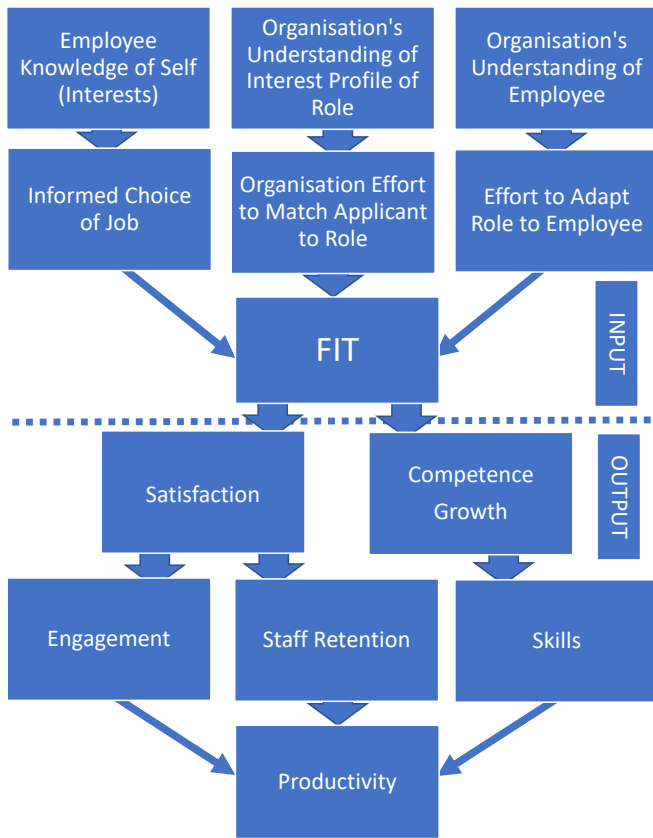 Employee
Knowledge of Self
(Interests)
Organisation's
Understanding of
Interest Profile of
Role
Organisation's
Understanding of
Employee
Informed Choice
of Job
Organisation Effort
to Match Applicant
to Role
Effort to Adapt
Role to Employee
FIT
INPUT
OUTPUT
Satisfaction
Competence
Growth
Engagement
Staff Retention
Skills
Productivity